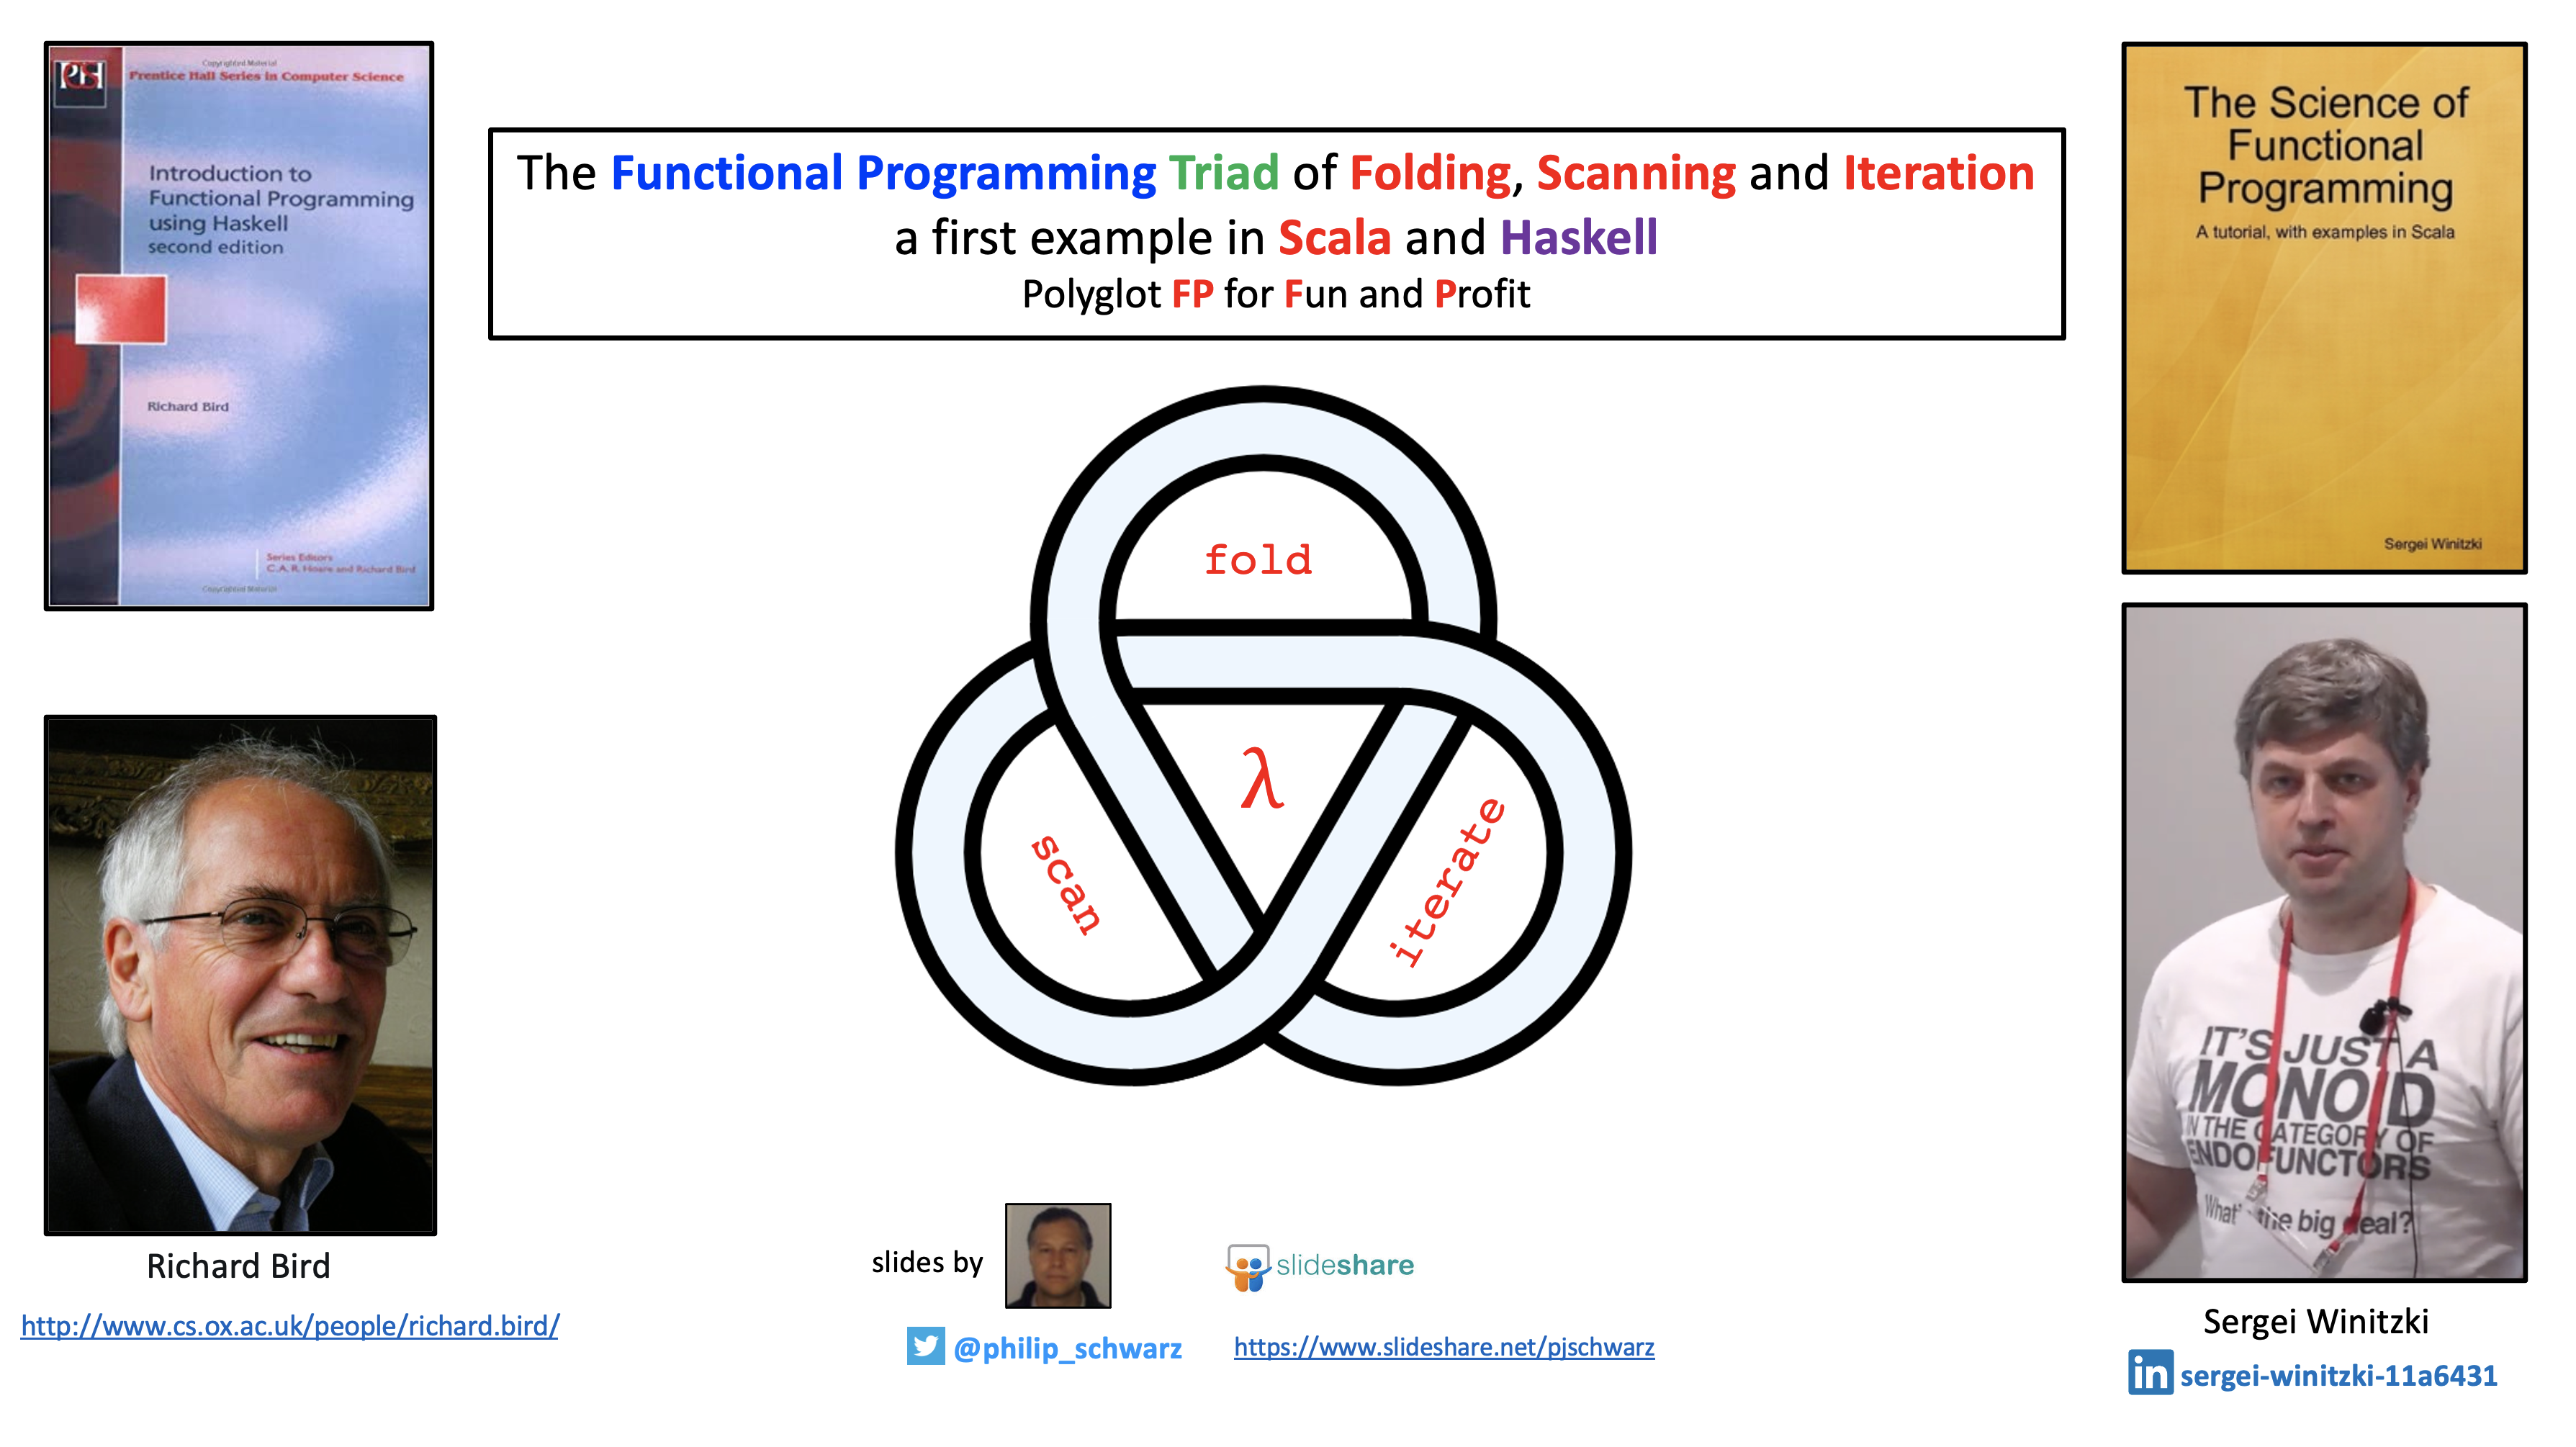 Copyrighted Material
Prentice Hall Series in Computer Science
Introduction to
Functional Programming
using Haskell
second edition
Richard Bird
Series Editors
C.A.R. Hoare and Richard Bird
Copyrighted Material
The Functional Programming Triad of Folding, Scanning and Iteration
a first example in Scala and Haskell
Polyglot FP for Fun and Profit
The Science of
Functional
Programming
A tutorial, with examples in Scala
Sergei Winitzki
fold
λ
scan
iterate
IT'S JUST A
MONOID
IN THE CATEGORY OF
ENDOFUNCTORS
the big deal?
Richard Bird
http://www.cs.ox.ac.uk/people/richard.bird/
slides by
slideshare
@philip_schwarz
https://www.slideshare.net/pjschwarz
Sergei Winitzki
in sergei-winitzki-11a6431